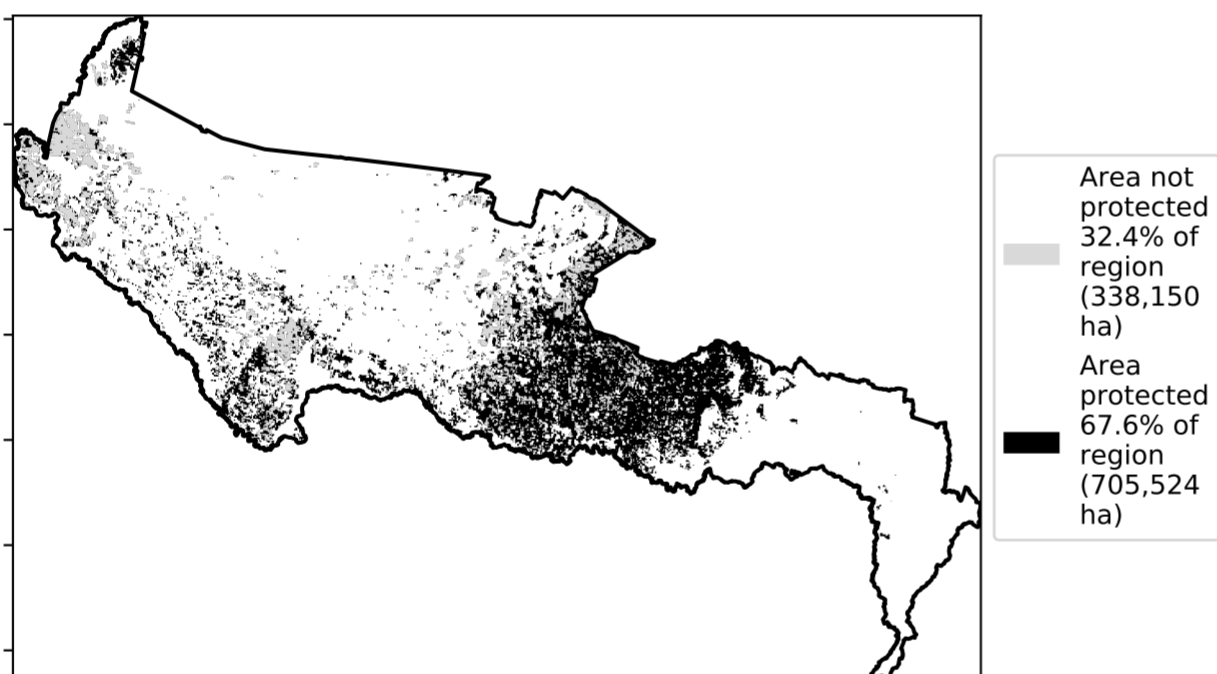 Area not
protected
32.4% of
region
(338,150
ha)
Area
protected
67.6% of
region
(705,524
ha)